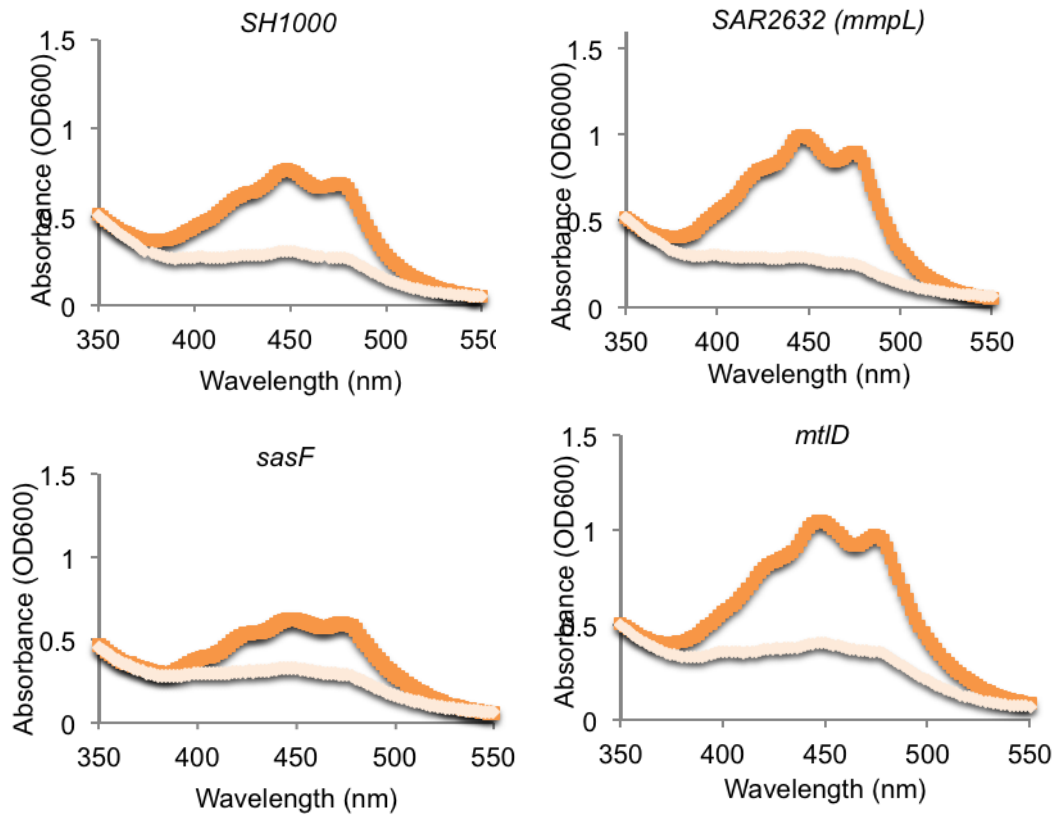 SH1000
1.5
1
0.5
0
Absorbance (OD600)
350 400 450 500 550
Wavelength (nm)
SAR2632 (mmpL)
1.5
1
0.5
0
Absorbance (OD6000)
350 400 450 500 550
Wavelength (nm)
sasF
1.5
1
0.5
0
Absorbance (OD600)
350 400 450 500 550
Wavelength (nm)
mtlD
1.5
1
0.5
0
Absorbance (OD600)
350 400 450 500 550
Wavelength (nm)